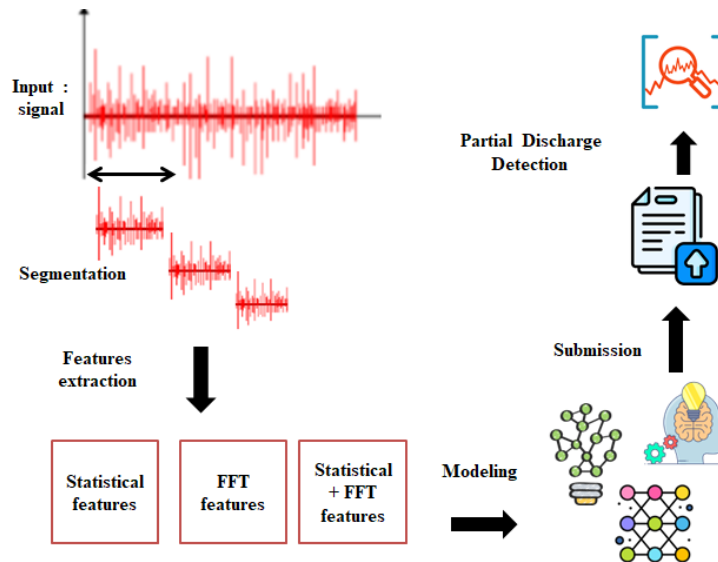 Input :
signal
Segmentation
Features
extraction
Statistical
features
FFT
features
Statistical
+ FFT
features
Modeling
Submission
Partial Discharge
Detection